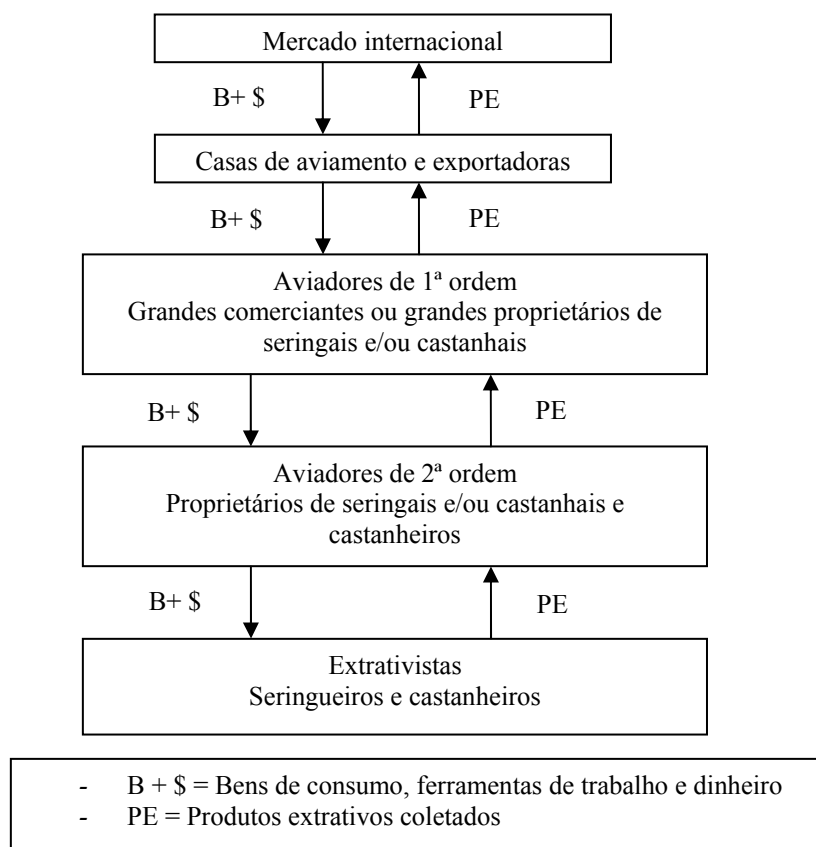 Mercado internacional
B+ $
PE
Casas de aviamento e exportadoras
B+ $
PE
Aviadores de 1ª ordem
Grandes comerciantes ou grandes proprietários de
seringais e/ou castanhais
B+ $
PE
Aviadores de 2ª ordem
Proprietários de seringais e/ou castanhais e
castanheiros
B+ $
PE
Extrativistas
Seringueiros e castanheiros
- B + $ = Bens de consumo, ferramentas de trabalho e dinheiro
- PE = Produtos extrativos coletados